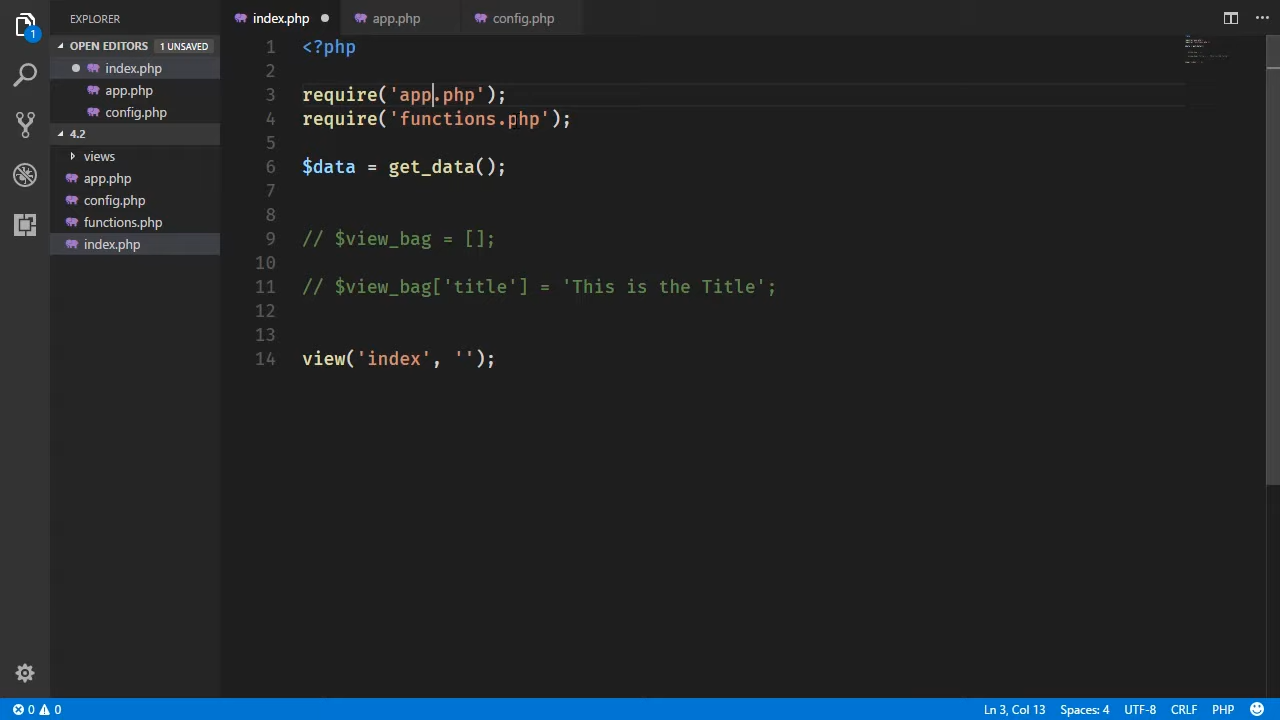 EXPLORER
index.php
app.php
config.php
OPEN EDITORS
1 UNSAVED
index.php
app.php
config.php
4.2
views
app.php
config.php
functions.php
index.php
1
1 <?php
2
3 require('app.php');
4 require('functions.php');
5
6 $data = get_data();
7
8
9 // $view_bag = [];
10
11 // $view_bag['title'] = 'This is the Title';
12
13
14 view('index', '');
0 0
Ln 3, Col 13
Spaces: 4
UTF-8
CRLF
PHP